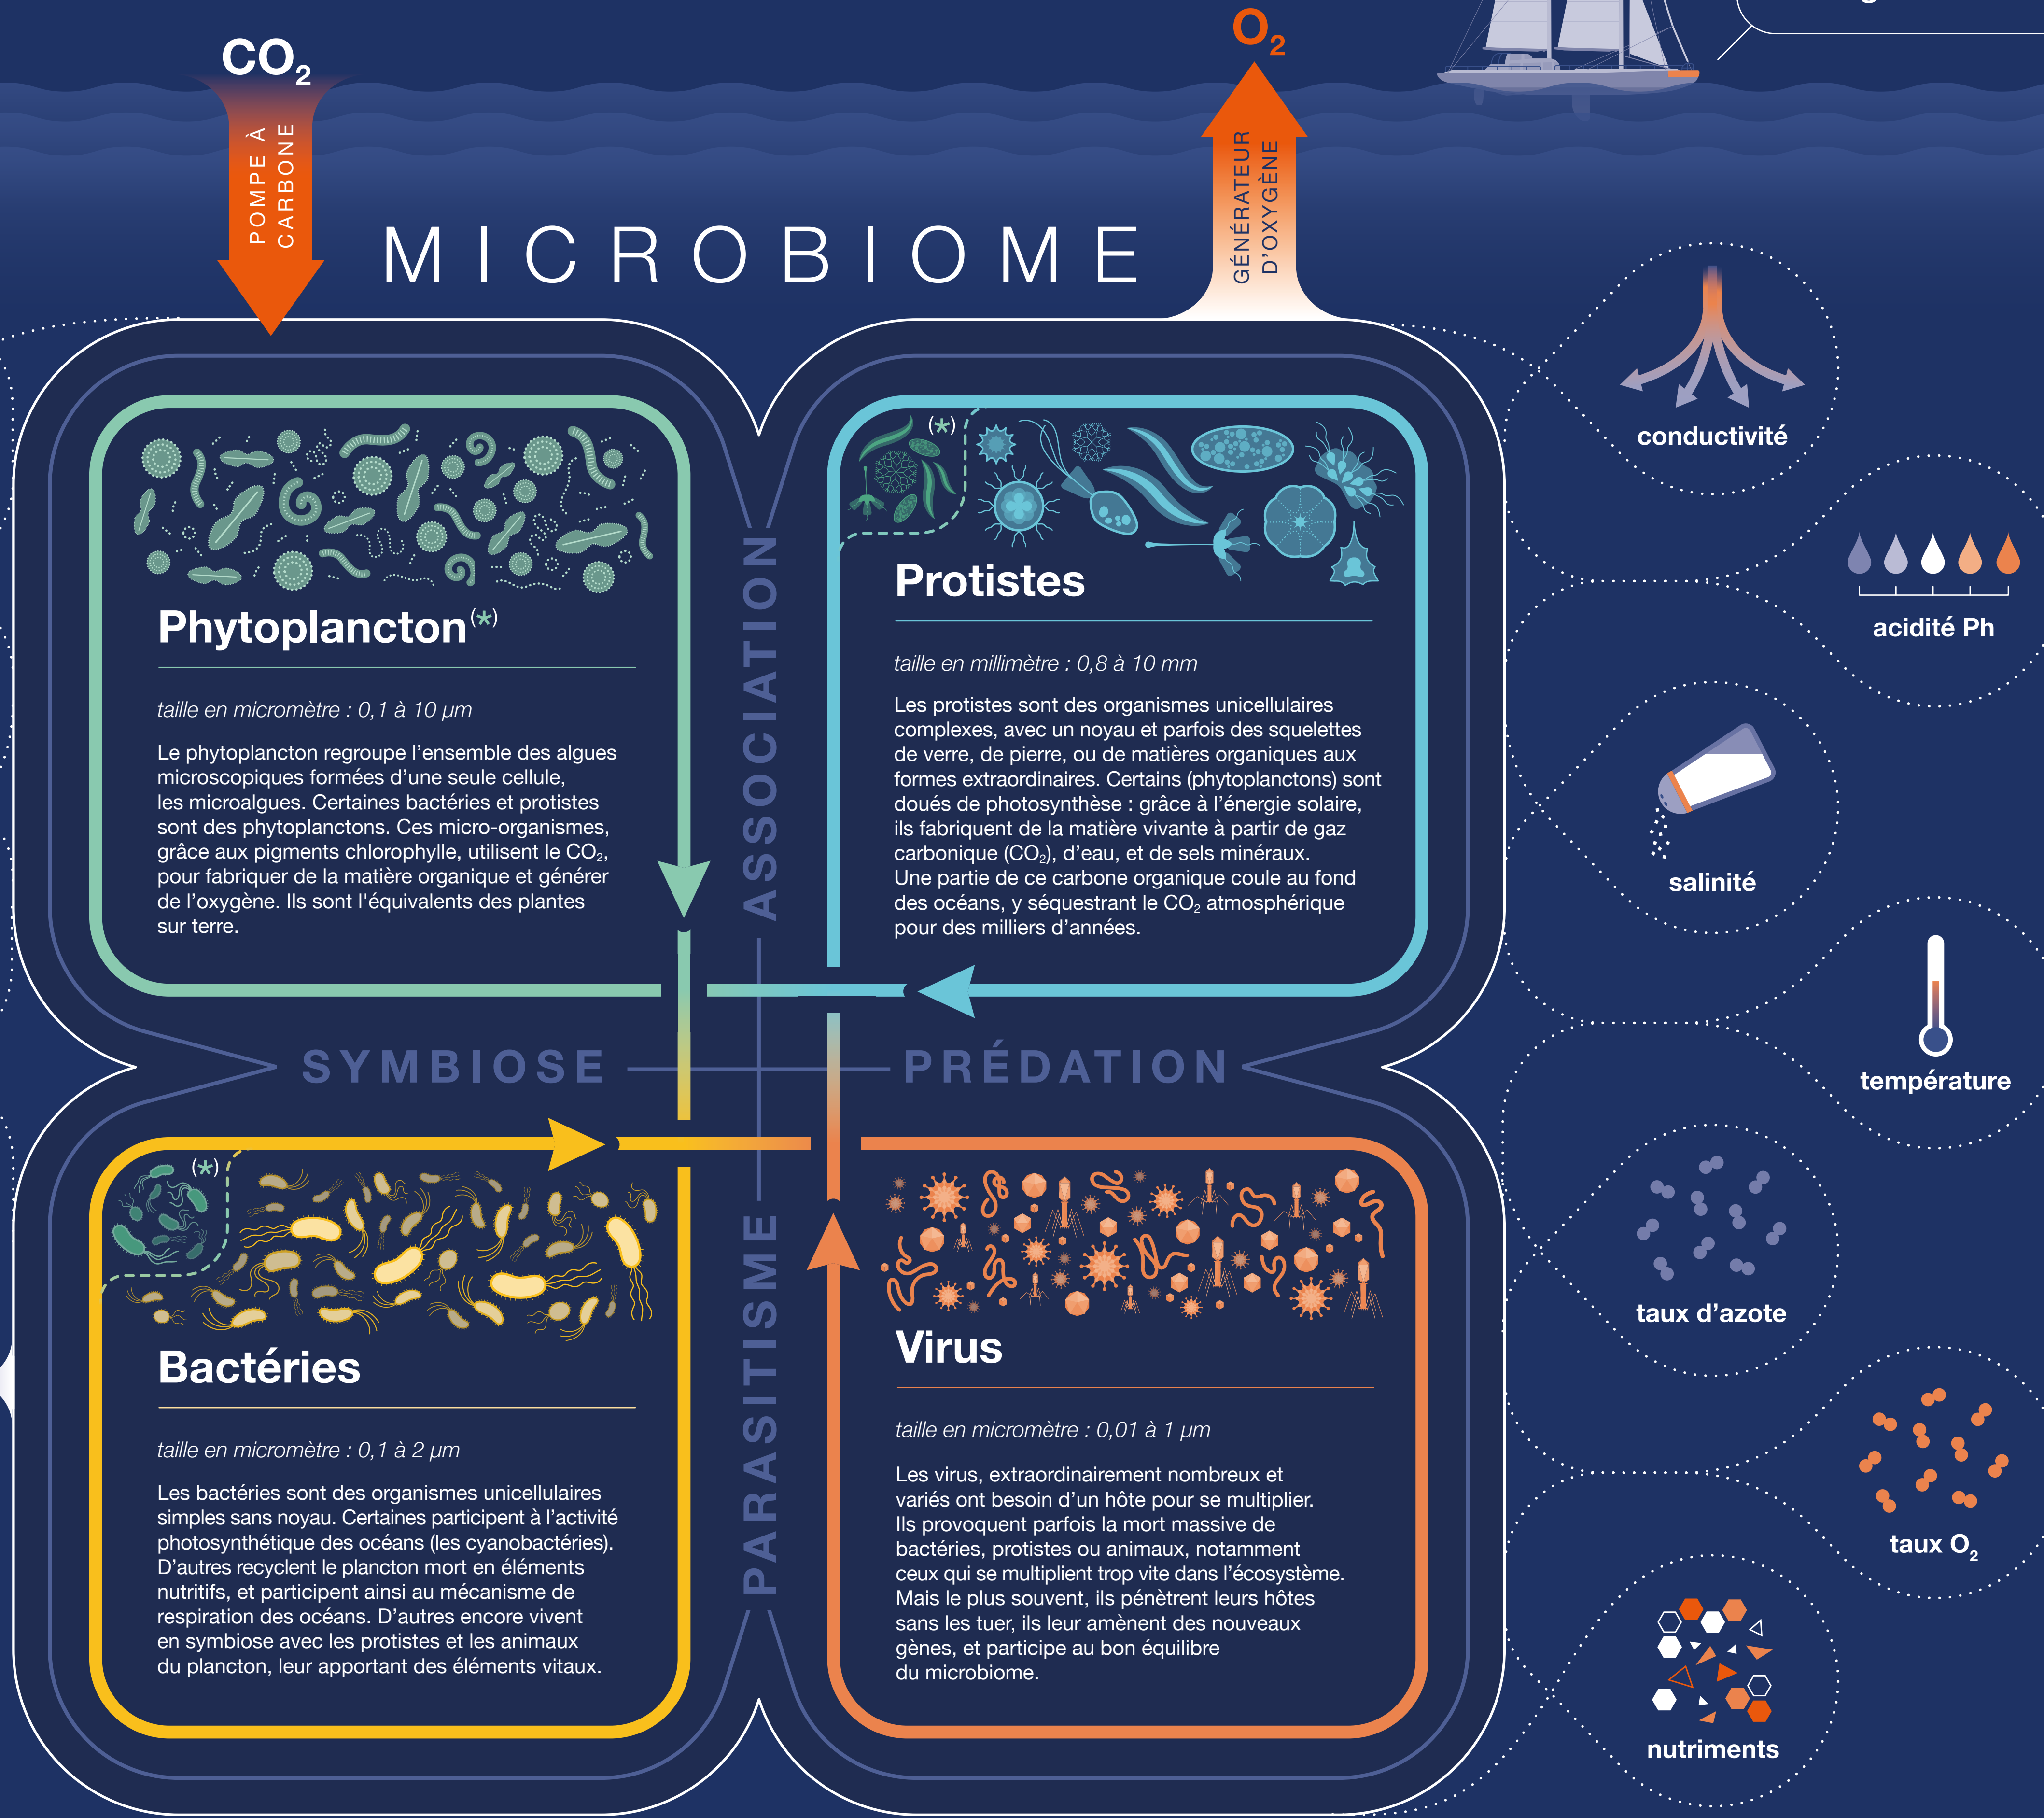 CO₂
POMPE À
CARBONE
O₂
GÉNÉRATEUR
D'OXYGÈNE
MICROBIOME
Phytoplancton(*)
taille en micromètre : 0,1 à 10 µm
Le phytoplancton regroupe l'ensemble des algues
microscopiques formées d'une seule cellule,
les microalgues. Certaines bactéries et protistes
sont des phytoplanctons. Ces micro-organismes,
grâce aux pigments chlorophylle, utilisent le CO₂,
pour fabriquer de la matière organique et générer
de l'oxygène. Ils sont l'équivalents des plantes
sur terre.
ASSOCIATION
(*)
Protistes
taille en millimètre : 0,8 à 10 mm
Les protistes sont des organismes unicellulaires
complexes, avec un noyau et parfois des squelettes
de verre, de pierre, ou de matières organiques aux
formes extraordinaires. Certains (phytoplanctons) sont
doués de photosynthèse : grâce à l'énergie solaire,
ils fabriquent de la matière vivante à partir de gaz
carbonique (CO₂), d'eau, et de sels minéraux.
Une partie de ce carbone organique coule au fond
des océans, y séquestrant le CO₂ atmosphérique
pour des milliers d'années.
SYMBIOSE
PRÉDATION
(*)
Bactéries
taille en micromètre : 0,1 à 2 µm
Les bactéries sont des organismes unicellulaires
simples sans noyau. Certaines participent à l'activité
photosynthétique des océans (les cyanobactéries).
D'autres recyclent le plancton mort en éléments
nutritifs, et participent ainsi au mécanisme de
respiration des océans. D'autres encore vivent
en symbiose avec les protistes et les animaux
du plancton, leur apportant des éléments vitaux.
PARASITISME
Virus
taille en micromètre : 0,01 à 1 µm
Les virus, extraordinairement nombreux et
variés ont besoin d'un hôte pour se multiplier.
Ils provoquent parfois la mort massive de
bactéries, protistes ou animaux, notamment
ceux qui se multiplient trop vite dans l'écosystème.
Mais le plus souvent, ils pénètrent leurs hôtes
sans les tuer, ils leur amènent des nouveaux
gènes, et participe au bon équilibre
du microbiome.
conductivité
acidité Ph
salinité
température
taux d'azote
taux O₂
nutriments